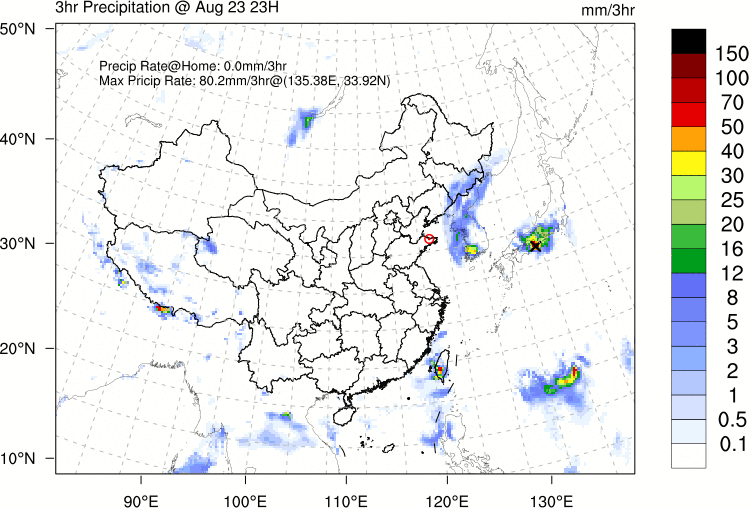 3hr Precipitation @ Aug 23 23H
mm/3hr
Precip Rate@Home: 0.0mm/3hr
Max Pricip Rate: 80.2mm/3hr@(135.38E, 33.92N)
50°N
40°N
30°N
20°N
10°N
90°E
100°E
110°E
120°E
130°E
150
100
70
50
40
30
25
20
16
12
8
5
3
2
1
0.5
0.1